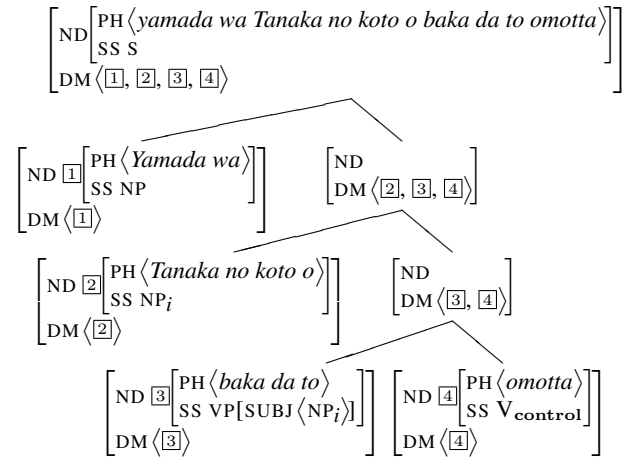 ND PH⟨yamada wa Tanaka no koto o baka da to omotta⟩
SS S
DM⟨1, 2, 3, 4⟩
ND 1 PH⟨Yamada wa⟩
SS NP
DM⟨1⟩
ND
DM⟨2, 3, 4⟩
ND 2 PH⟨Tanaka no koto o⟩
SS NPi
DM⟨2⟩
ND
DM⟨3, 4⟩
ND 3 PH⟨baka da to⟩
SS VP[SUBJ⟨NPi⟩]
DM⟨3⟩
ND 4 PH⟨omotta⟩
SS Vcontrol
DM⟨4⟩